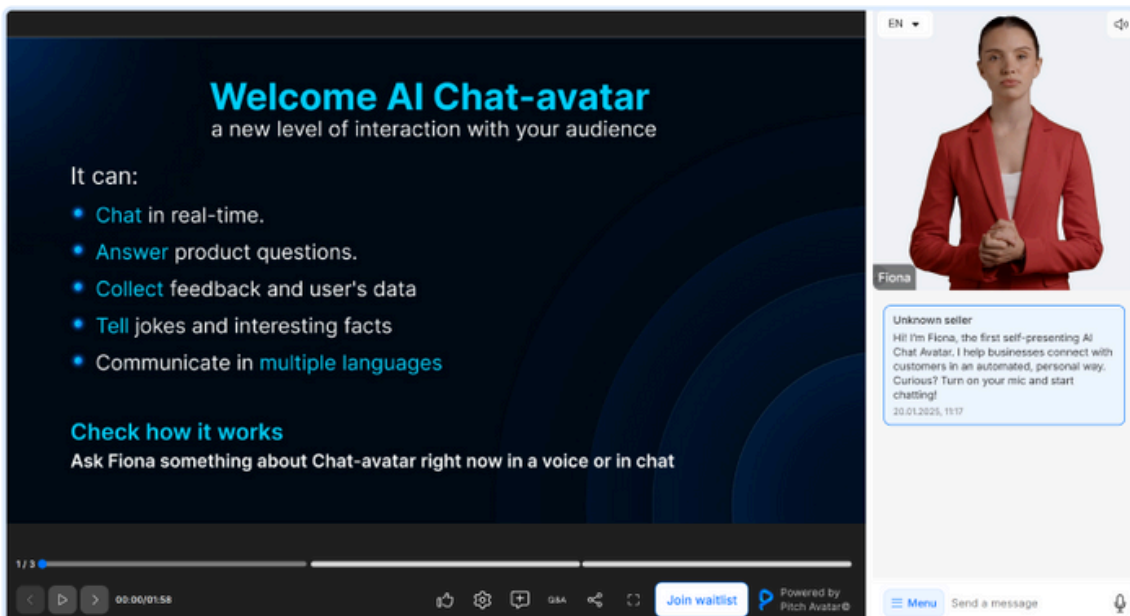 Welcome AI Chat-avatar
a new level of interaction with your audience
It can:
Chat in real-time.
Answer product questions.
Collect feedback and user's data
Tell jokes and interesting facts
Communicate in multiple languages
Check how it works
Ask Fiona something about Chat-avatar right now in a voice or in chat
1 / 3
00:00/01:58
Q&A
Join waitlist
Powered by
Pitch Avatar©
EN
Fiona
Unknown seller
Hi! I'm Fiona, the first self-presenting AI
Chat Avatar. I help businesses connect with
customers in an automated, personal way.
Curious? Turn on your mic and start
chatting!
20.01.2025, 11:17
Menu
Send a message